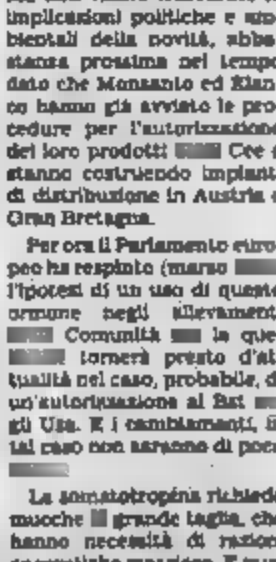 implicazioni politiche e am-
bientali della novità, abba-
stanza prossima nel tempo
dato che Monsanto ed Elan-
co hanno già avviato le pro-
cedure per l'autorizzazione
dei loro prodotti Cee e
stanno costruendo impianti
di distribuzione in Austria e
Gran Bretagna.
Per ora il Parlamento euro-
peo ha respinto (marzo
l'ipotesi di un uso di queste
ormone negli allevament
Comunità la que
tornerà presto d'at
tualità nel caso, probabile, d
un'autorizzazione al Bst
gli Usa. E i cambiamenti, in
tal caso non saranno di poco
La somatotropina richiede
mucche grande taglia, che
hanno necessità di razion